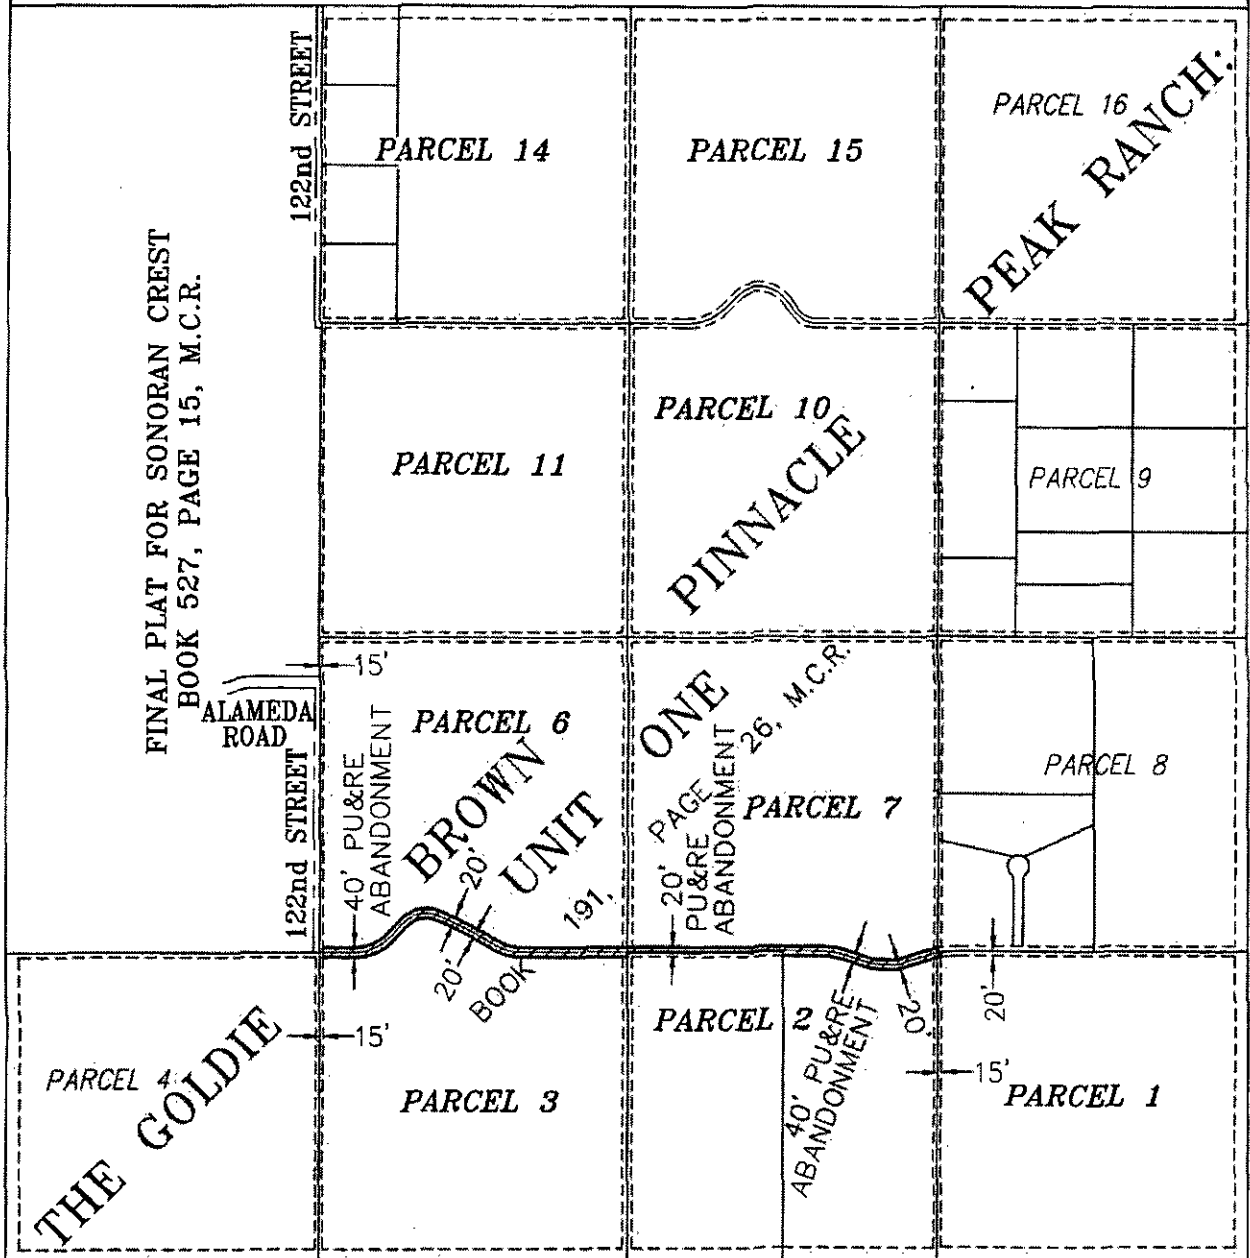 122nd STREET
PARCEL 14
PARCEL 15
PARCEL 16
FINAL PLAT FOR SONORAN CREST
BOOK 527, PAGE 15, M.C.R.
PARCEL 11
PARCEL 10
PARCEL 9
THE GOLDIE BROWN PINNACLE PEAK RANCH:
UNIT ONE
BOOK 191, PAGE 26, M.C.R.
15'
ALAMEDA
ROAD
122nd STREET
PARCEL 6
PARCEL 7
PARCEL 8
40' PU&RE
ABANDONMENT
20'
20'
20'
PU&RE
ABANDONMENT
40' PU&RE
ABANDONMENT
20'
20'
15'
15'
PARCEL 4
PARCEL 3
PARCEL 2
PARCEL 1